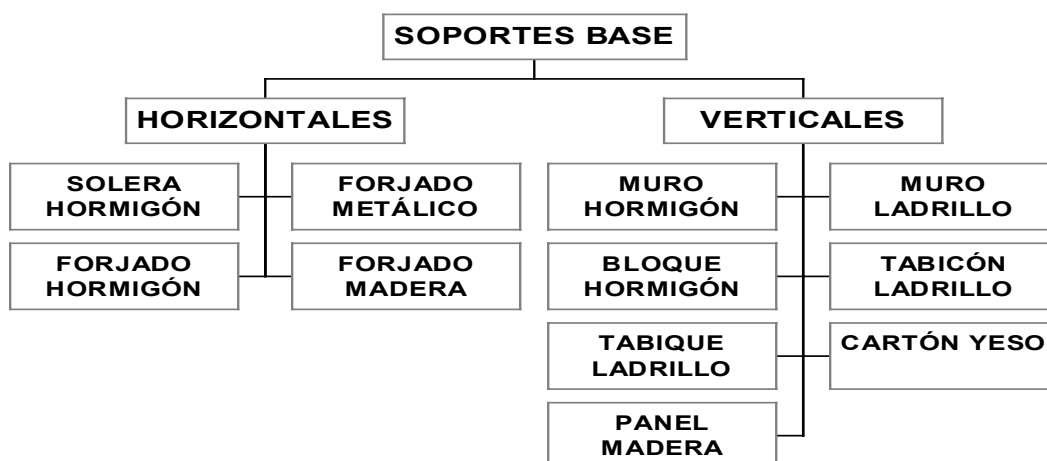 SOPORTES BASE
HORIZONTALES
VERTICALES
SOLERA
HORMIGÓN
FORJADO
METÁLICO
FORJADO
HORMIGÓN
FORJADO
MADERA
MURO
HORMIGÓN
MURO
LADRILLO
BLOQUE
HORMIGÓN
TABICÓN
LADRILLO
TABIQUE
LADRILLO
CARTÓN YESO
PANEL
MADERA